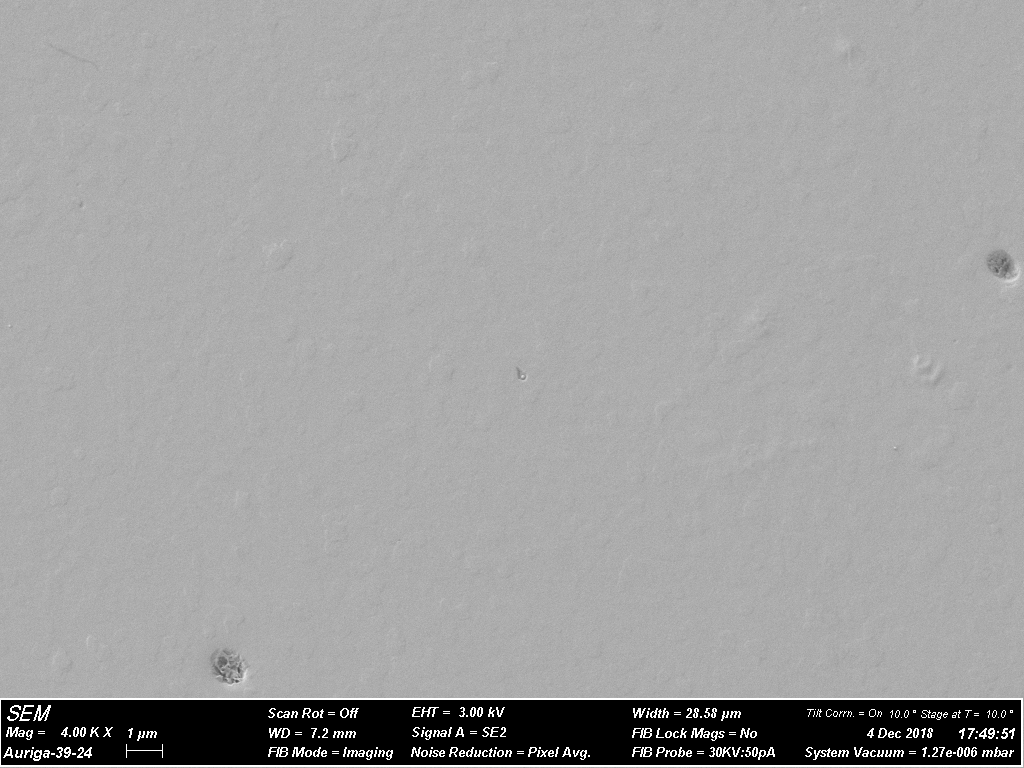 SEM
Mag = 4.00 K X 1 µm
Auriga-39-24
Scan Rot = Off
WD = 7.2 mm
FIB Mode = Imaging
EHT = 3.00 kV
Signal A = SE2
Noise Reduction = Pixel Avg.
Width = 28.58 µm
FIB Lock Mags = No
FIB Probe = 30KV:50pA
Tilt Corrn. = On 10.0° Stage at T = 10.0°
4 Dec 2018 17:49:51
System Vacuum = 1.27e-006 mbar